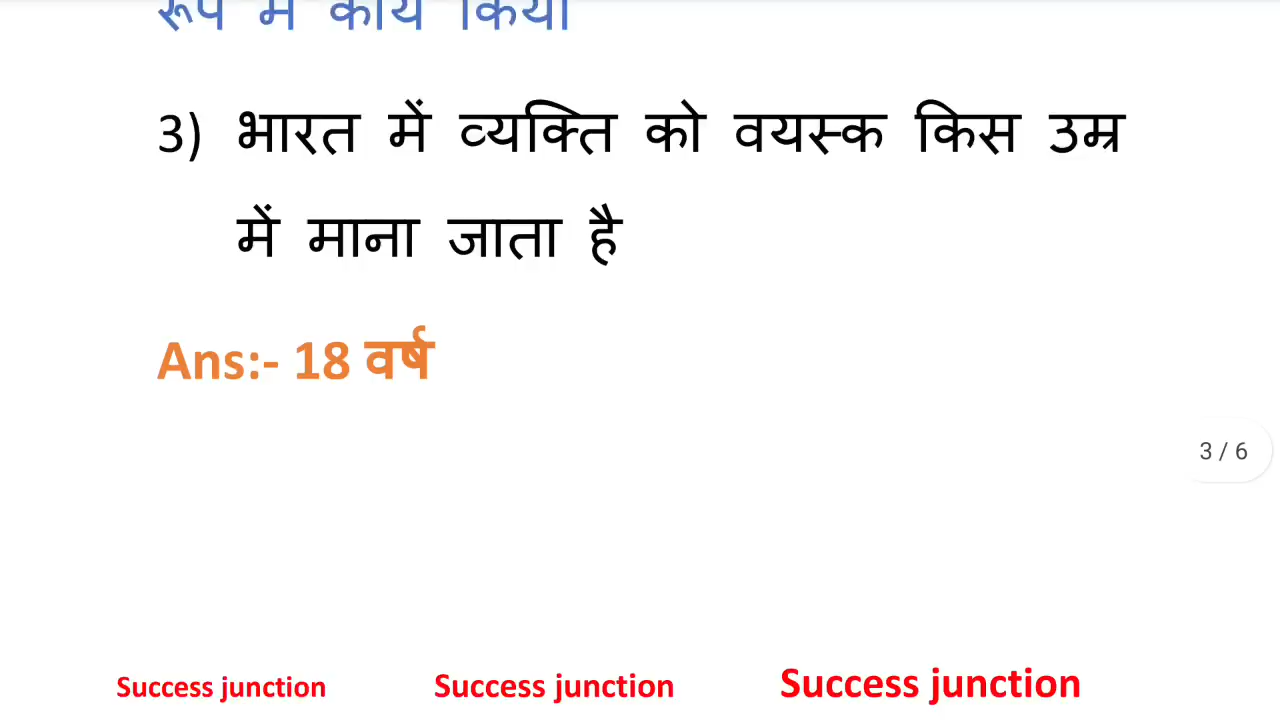 रूप में कार्य किया
3) भारत में व्यक्ति को वयस्क किस उम्र
में माना जाता है
Ans:- 18 वर्ष
3 / 6
Success junction Success junction Success junction